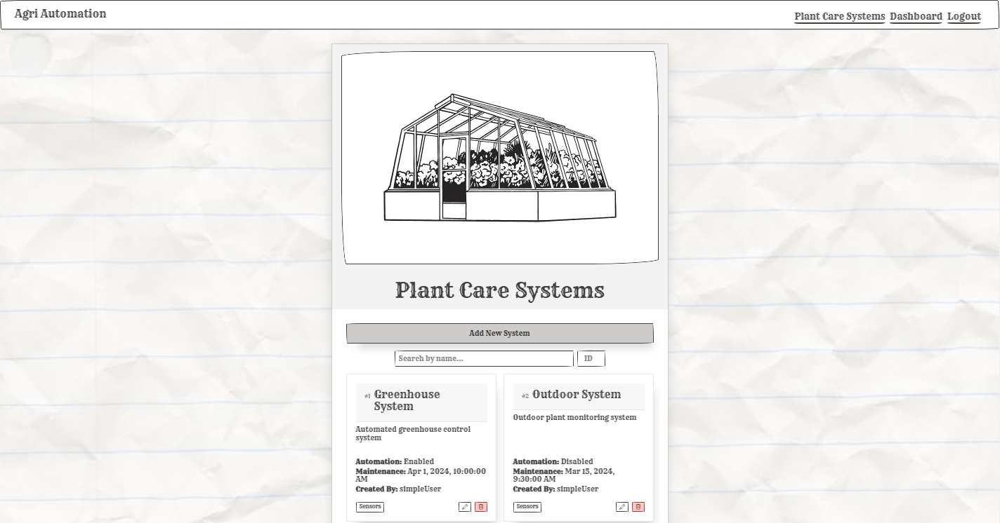 Agri Automation
Plant Care Systems Dashboard Logout
Plant Care Systems
Add New System
Search by name...
ID
#1 Greenhouse
System
Automated greenhouse control
system
Automation: Enabled
Maintenance: Apr 1, 2024, 10:00:00
AM
Created By: simpleUser
Sensors
#2 Outdoor System
Outdoor plant monitoring system
Automation: Disabled
Maintenance: Mar 15, 2024,
9:30:00 AM
Created By: simpleUser
Sensors